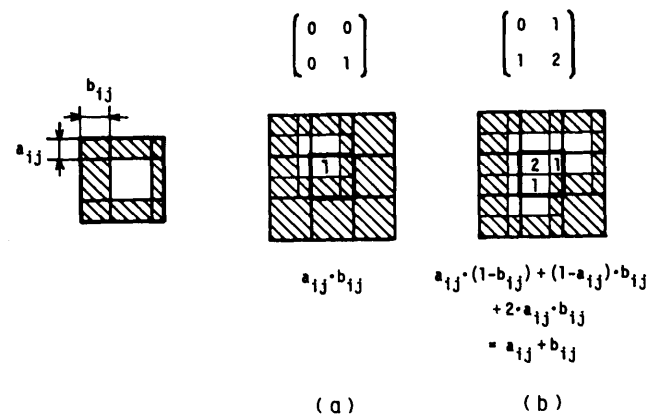 0 0
0 1
0 1
1 2
b_ij
a_ij
1
2 1
1
a_ij·b_ij
a_ij·(1-b_ij)+(1-a_ij)·b_ij
+2·a_ij·b_ij
= a_ij+b_ij
(a)
(b)